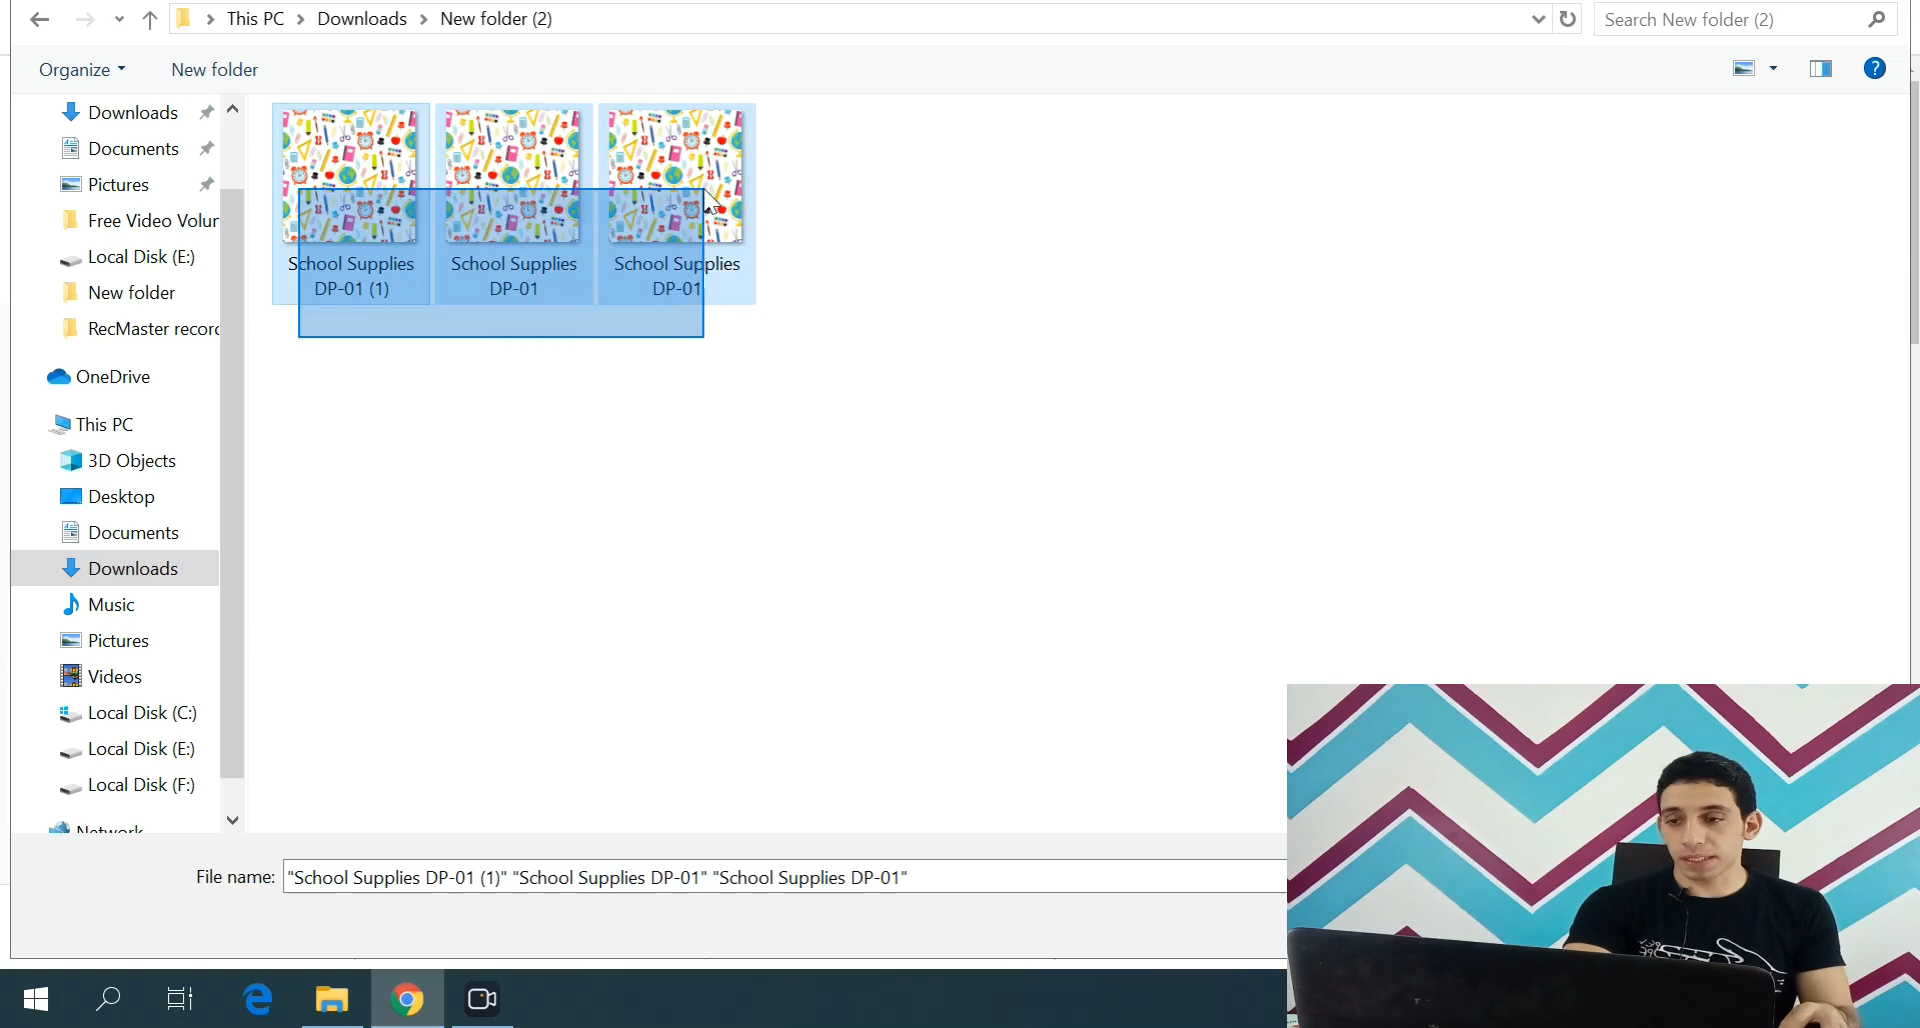 This PC Downloads New folder (2)
Search New folder (2)
Organize New folder
Downloads
Documents
Pictures
Free Video Volur
Local Disk (E:)
New folder
RecMaster record
OneDrive
This PC
3D Objects
Desktop
Documents
Downloads
Music
Pictures
Videos
Local Disk (C:)
Local Disk (E:)
Local Disk (F:)
Network
School Supplies
DP-01 (1)
School Supplies
DP-01
School Supplies
DP-01
File name: "School Supplies DP-01 (1)" "School Supplies DP-01" "School Supplies DP-01"